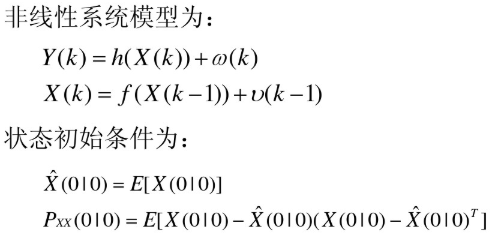 非线性系统模型为：
Y(k)=h(X(k))+ω(k)
X(k)=f(X(k−1))+υ(k−1)
状态初始条件为：
X̂(0|0)=E[X(0|0)]
P_XX(0|0)=E[X(0|0)−X̂(0|0)(X(0|0)−X̂(0|0)^T]